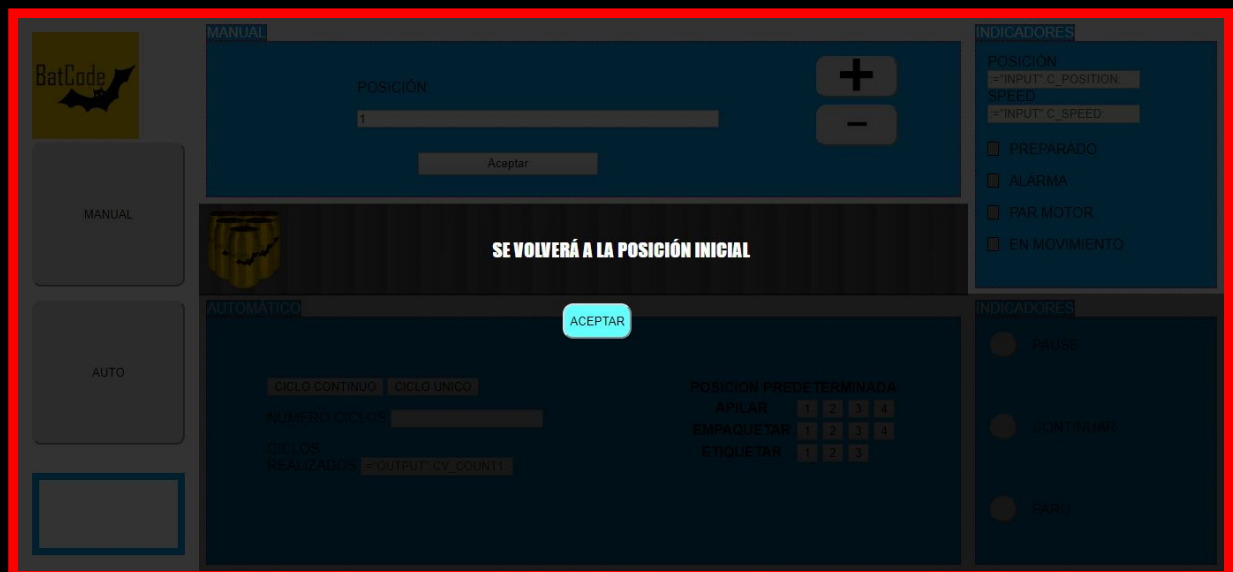 BatCode
MANUAL
AUTO
MANUAL
POSICIÓN:
1
Aceptar
+
-
INDICADORES
POSICIÓN
:="INPUT".C_POSITION:
SPEED
:="INPUT".C_SPEED:
PREPARADO
ALARMA
PAR MOTOR
EN MOVIMIENTO
SE VOLVERÁ A LA POSICIÓN INICIAL
ACEPTAR
AUTOMÁTICO
CICLO CONTINUO CICLO UNICO
NUMERO CICLOS:
CICLOS
REALIZADOS :="OUTPUT".CV_COUNT1:
POSICION PREDETERMINADA
APILAR 1 2 3 4
EMPAQUETAR 1 2 3 4
ETIQUETAR 1 2 3
INDICADORES
PAUSE
CONTINUAR
PARO